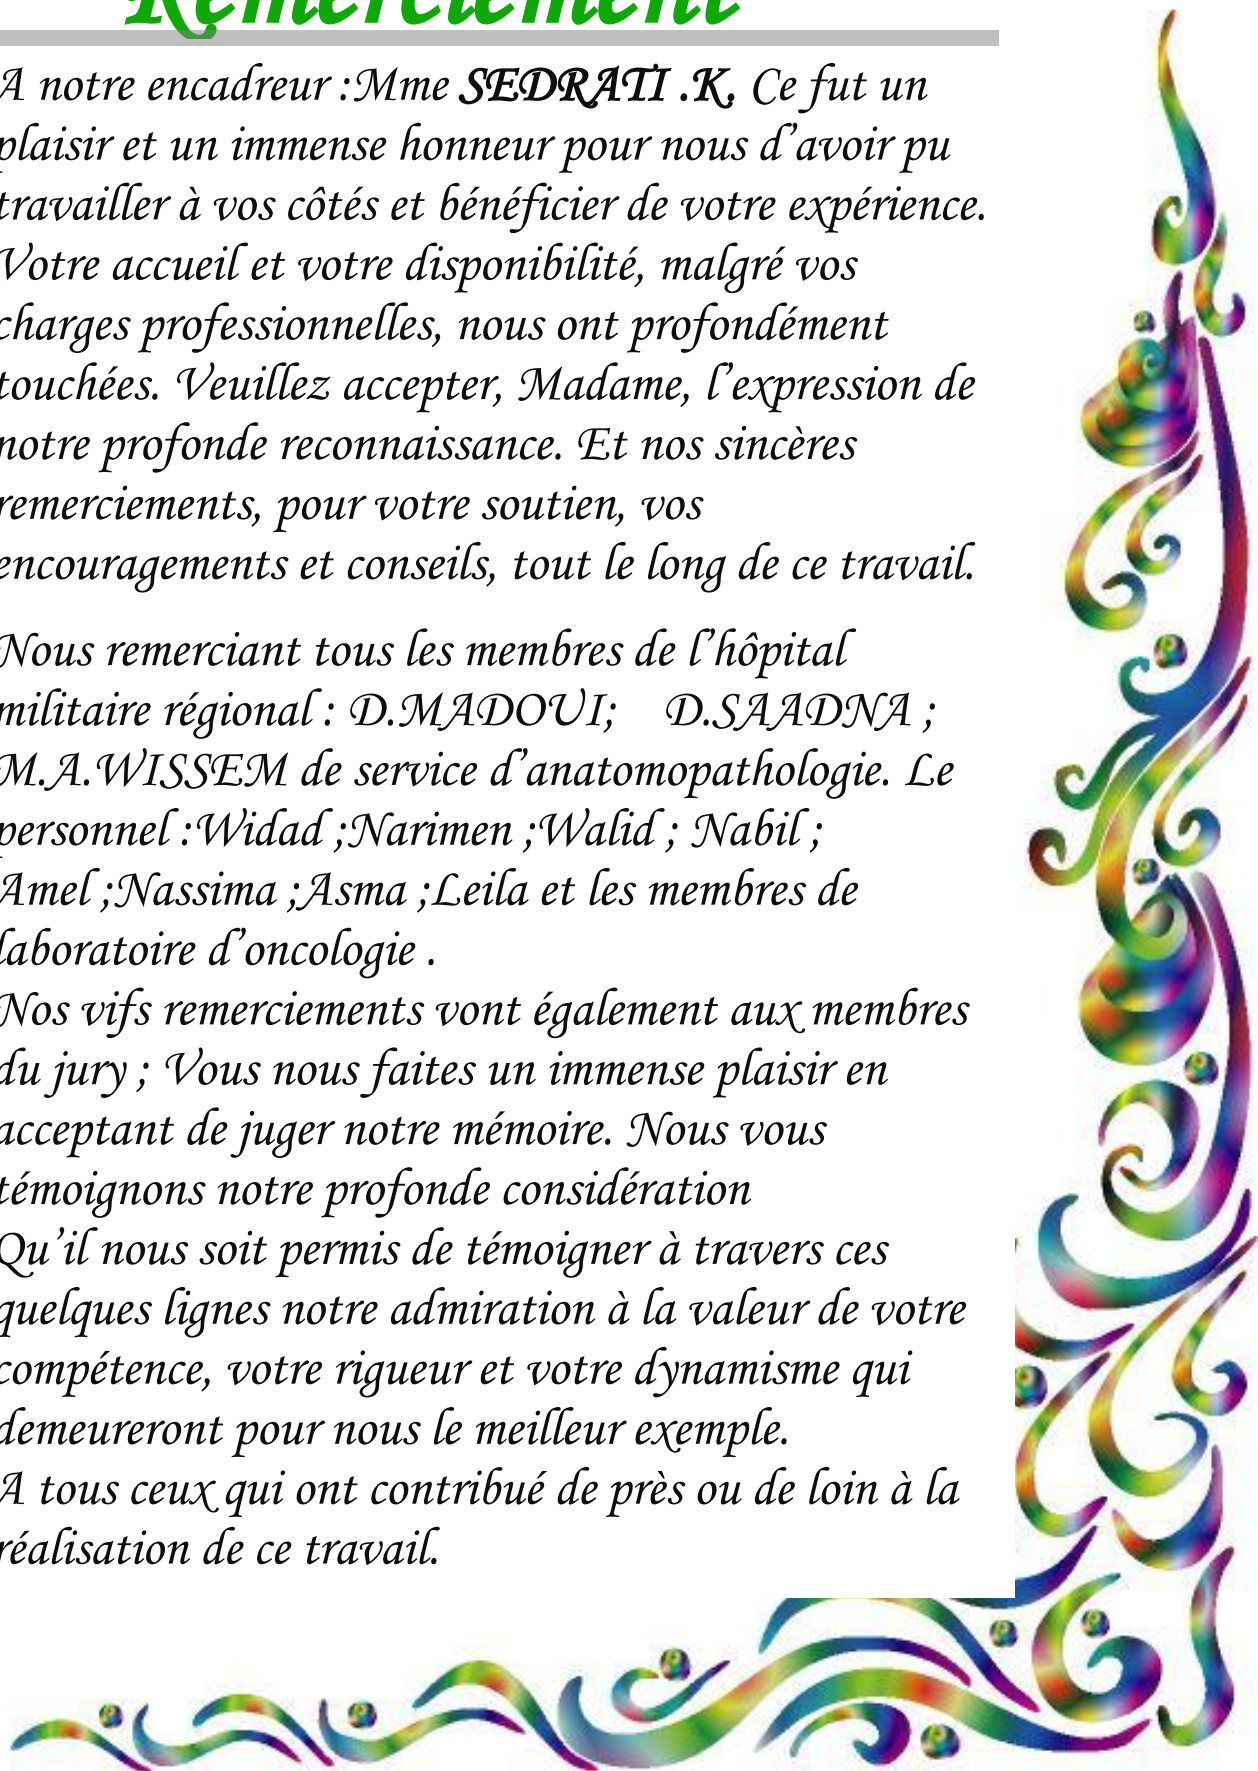 Remerciement
A notre encadreur :Mme SEDRATI .K. Ce fut un
plaisir et un immense honneur pour nous d’avoir pu
travailler à vos côtés et bénéficier de votre expérience.
Votre accueil et votre disponibilité, malgré vos
charges professionnelles, nous ont profondément
touchées. Veuillez accepter, Madame, l’expression de
notre profonde reconnaissance. Et nos sincères
remerciements, pour votre soutien, vos
encouragements et conseils, tout le long de ce travail.
Nous remerciant tous les membres de l’hôpital
militaire régional : D.MADOUI; D.SAADNA ;
M.A.WISSEM de service d’anatomopathologie. Le
personnel :Widad ;Narimen ;Walid ; Nabil ;
Amel ;Nassima ;Asma ;Leila et les membres de
laboratoire d’oncologie .
Nos vifs remerciements vont également aux membres
du jury ; Vous nous faites un immense plaisir en
acceptant de juger notre mémoire. Nous vous
témoignons notre profonde considération
Qu’il nous soit permis de témoigner à travers ces
quelques lignes notre admiration à la valeur de votre
compétence, votre rigueur et votre dynamisme qui
demeureront pour nous le meilleur exemple.
A tous ceux qui ont contribué de près ou de loin à la
réalisation de ce travail.